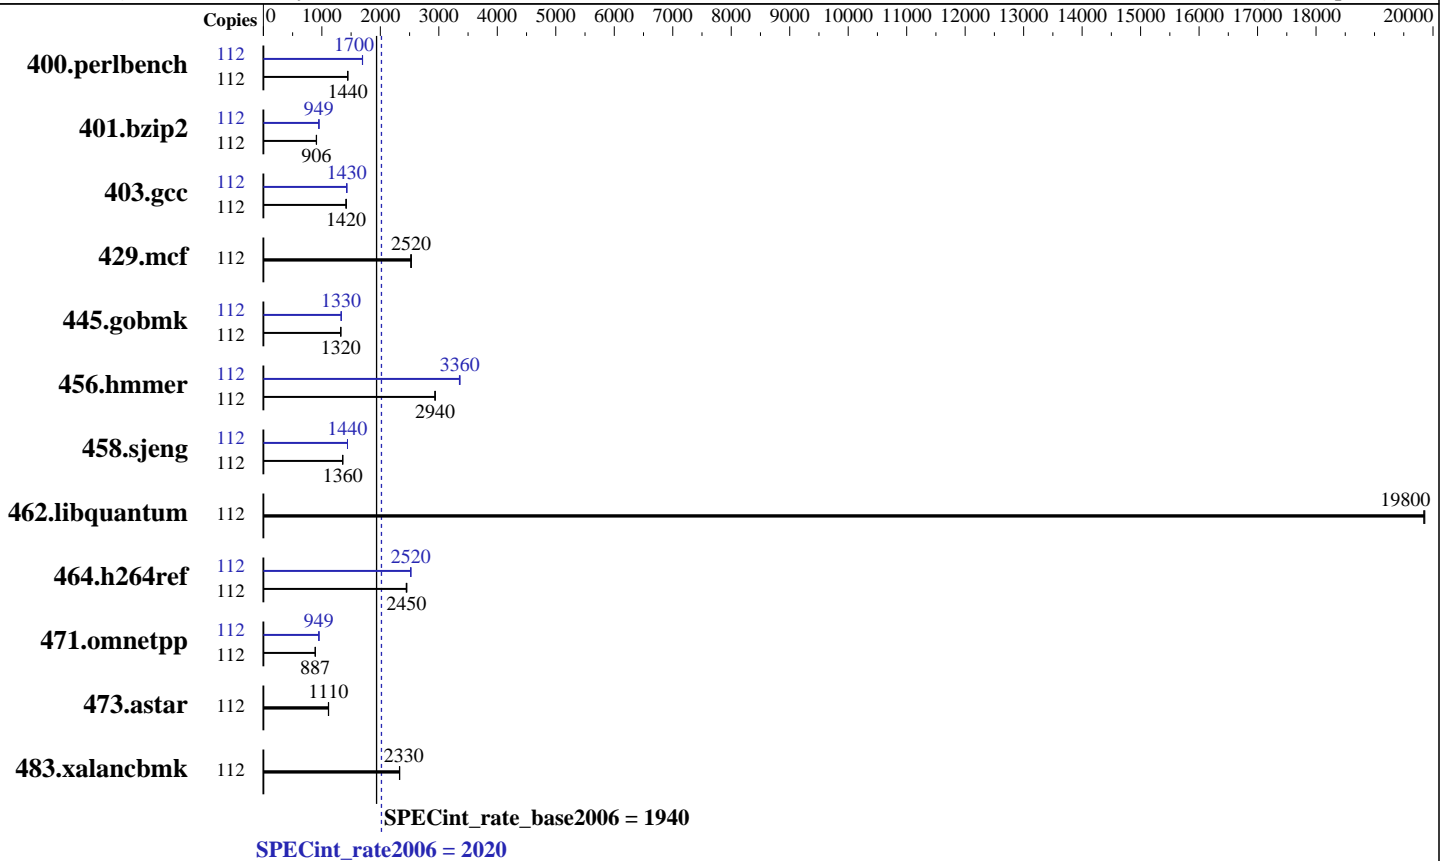 Copies 0 1000 2000 3000 4000 5000 6000 7000 8000 9000 10000 11000 12000 13000 14000 15000 16000 17000 18000 20000
400.perlbench 112 1700
112 1440
401.bzip2 112 949
112 906
403.gcc 112 1430
112 1420
429.mcf 112 2520
445.gobmk 112 1330
112 1320
456.hmmer 112 3360
112 2940
458.sjeng 112 1440
112 1360
462.libquantum 112 19800
464.h264ref 112 2520
112 2450
471.omnetpp 112 949
112 887
473.astar 112 1110
483.xalancbmk 112 2330
SPECint_rate_base2006 = 1940
SPECint_rate2006 = 2020